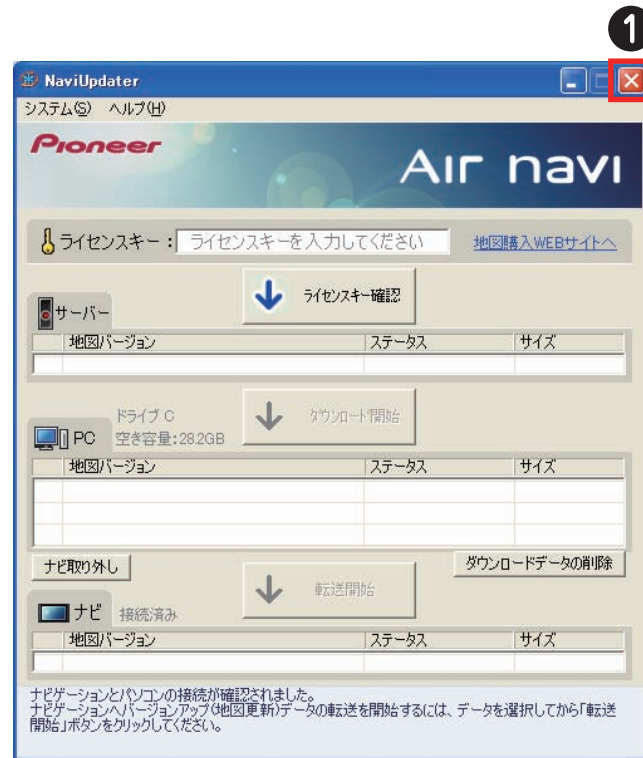 1
NaviUpdater
システム(S) ヘルプ(H)
Pioneer
AIR navi
ライセンスキー： ライセンスキーを入力してください 地図購入WEBサイトへ
ライセンスキー確認
サーバー
地図バージョン ステータス サイズ
ドライブ C
ダウンロード開始
PC 空き容量:28.2GB
地図バージョン ステータス サイズ
ナビ取り外し ダウンロードデータの削除
転送開始
ナビ 接続済み
地図バージョン ステータス サイズ
ナビゲーションとパソコンの接続が確認されました。
ナビゲーションへバージョンアップ(地図更新)データの転送を開始するには、データを選択してから「転送
開始」ボタンをクリックしてください。